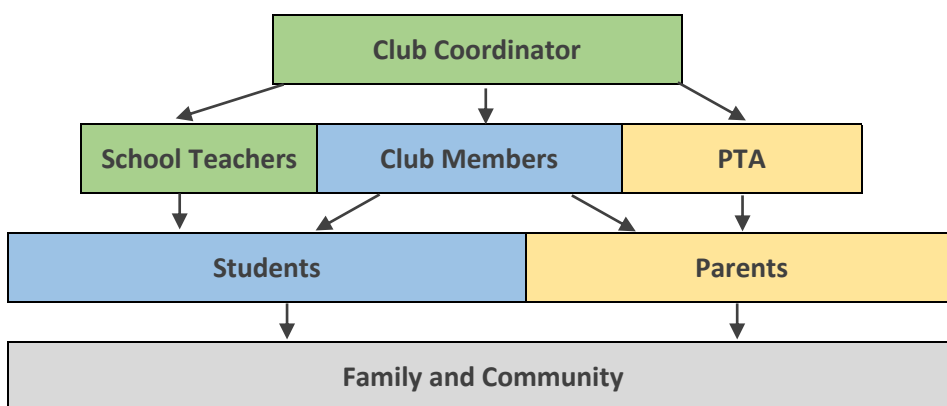 Club Coordinator
School Teachers
Club Members
PTA
Students
Parents
Family and Community